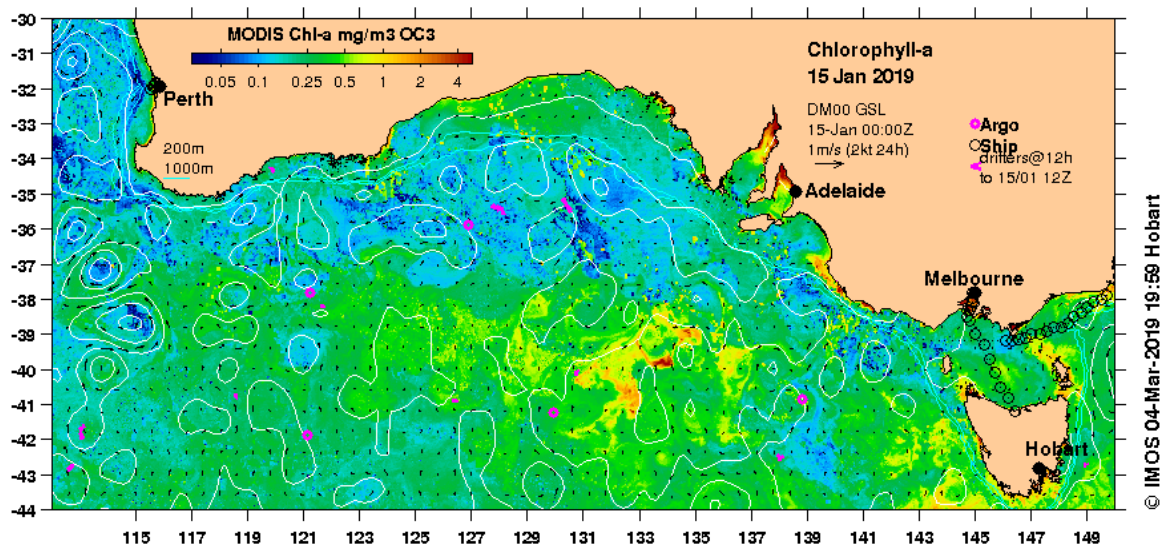 MODIS Chl-a mg/m3 OC3
0.05 0.1 0.25 0.5 1 2 4
Chlorophyll-a
15 Jan 2019
DM00 GSL
15-Jan 00:00Z
1m/s (2kt 24h)
Argo
Ship
drifters@12h
to 15/01 12Z
Perth
200m
1000m
Adelaide
Melbourne
Hobart
-30
-31
-32
-33
-34
-35
-36
-37
-38
-39
-40
-41
-42
-43
-44
115 117 119 121 123 125 127 129 131 133 135 137 139 141 143 145 147 149
© IMOS 04-Mar-2019 19:59 Hobart